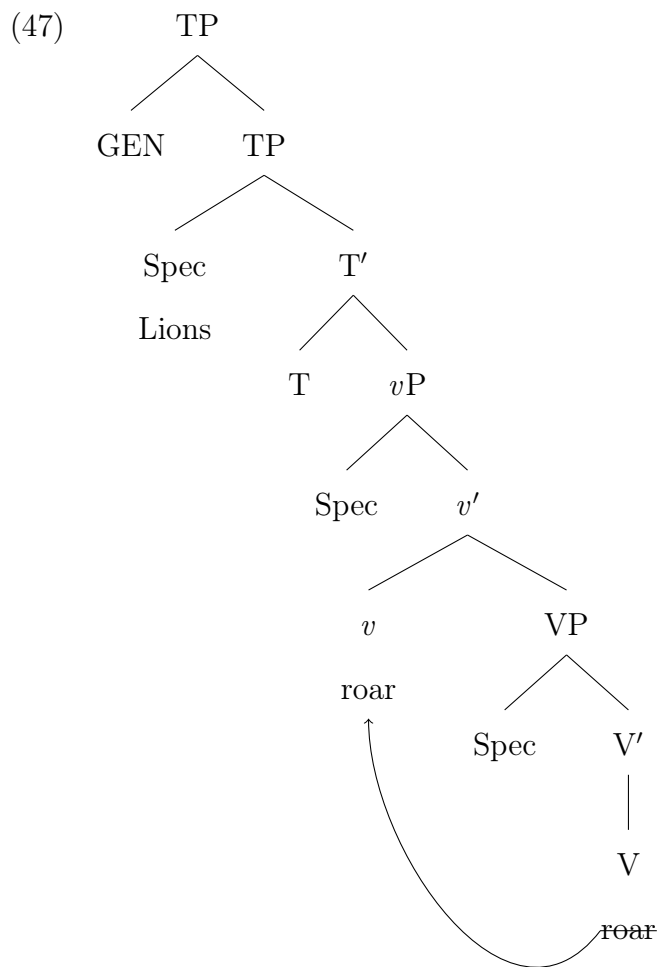 (47) TP
GEN TP
Spec T′
Lions
T vP
Spec v′
v VP
roar
Spec V′
V
roar